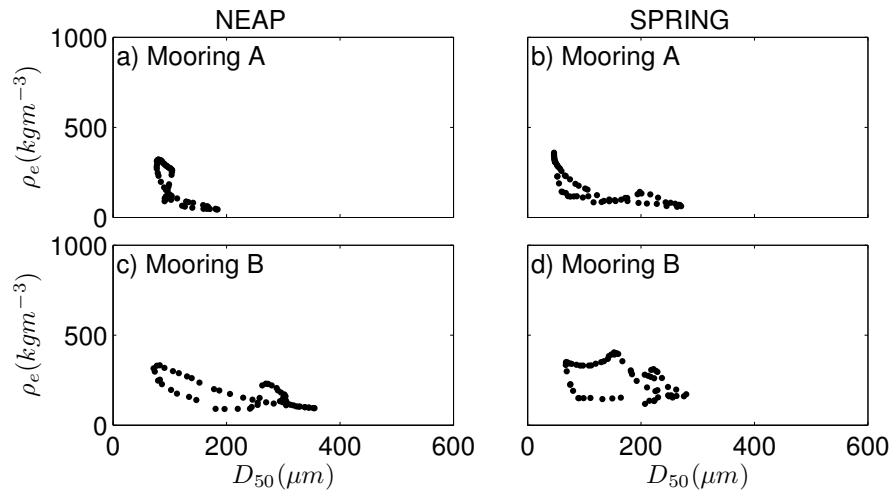 NEAP
SPRING
1000
500
0
ρₑ(kgm⁻³)
a) Mooring A
b) Mooring A
1000
500
0
ρₑ(kgm⁻³)
c) Mooring B
d) Mooring B
0 200 400 600
0 200 400 600
D₅₀(μm)
D₅₀(μm)